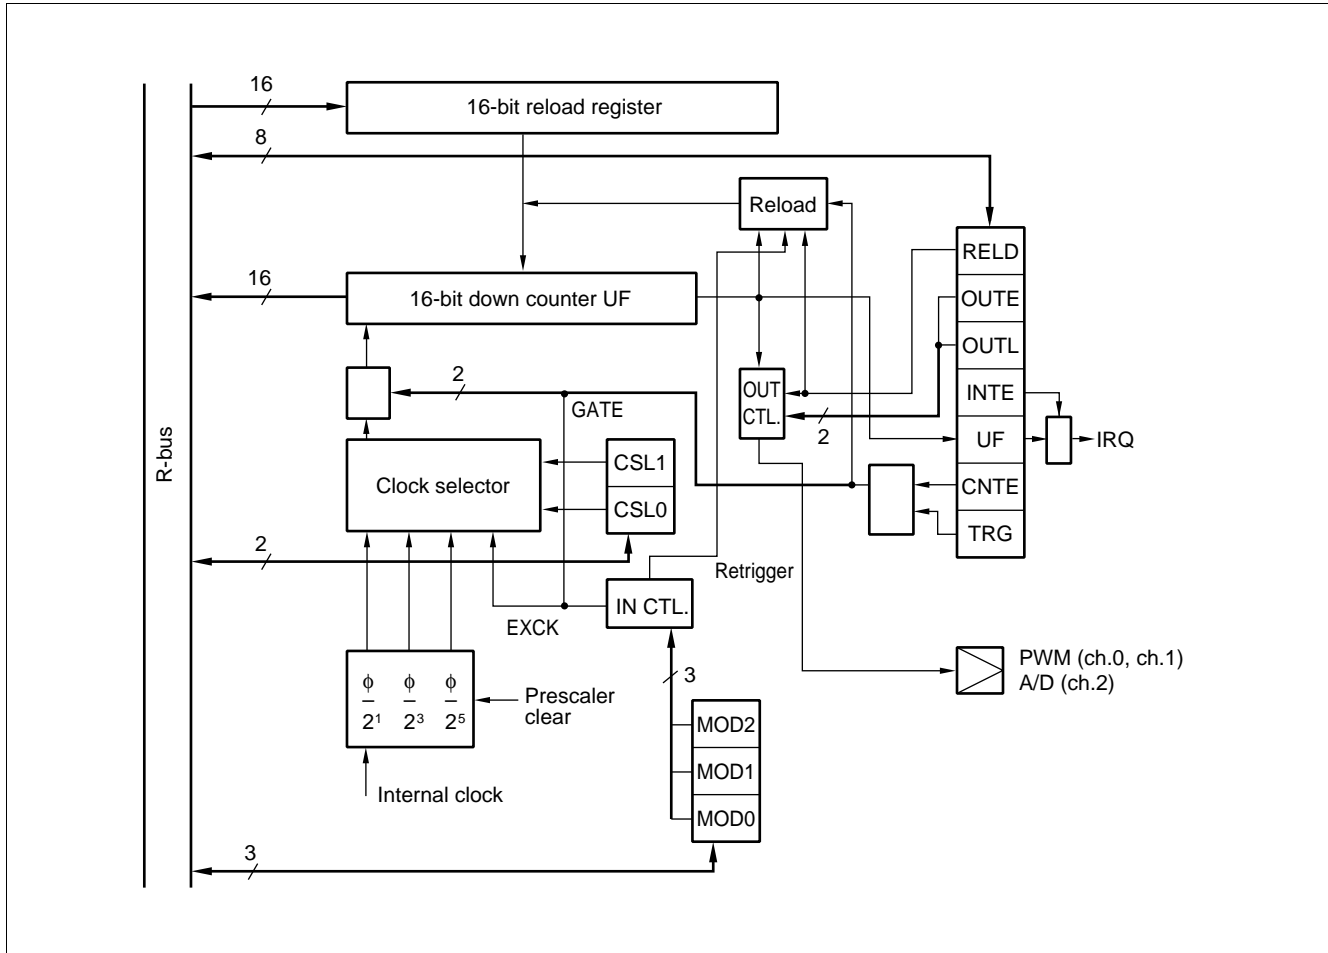 16
16-bit reload register
8
Reload
RELD
16
16-bit down counter UF
OUTE
OUTL
2
OUT
CTL.
INTE
GATE
2
UF
IRQ
R-bus
CSL1
Clock selector
CNTE
CSL0
TRG
2
Retrigger
IN CTL.
EXCK
PWM (ch.0, ch.1)
A/D (ch.2)
3
ϕ ϕ ϕ
2¹ 2³ 2⁵
Prescaler
clear
MOD2
MOD1
Internal clock
MOD0
3